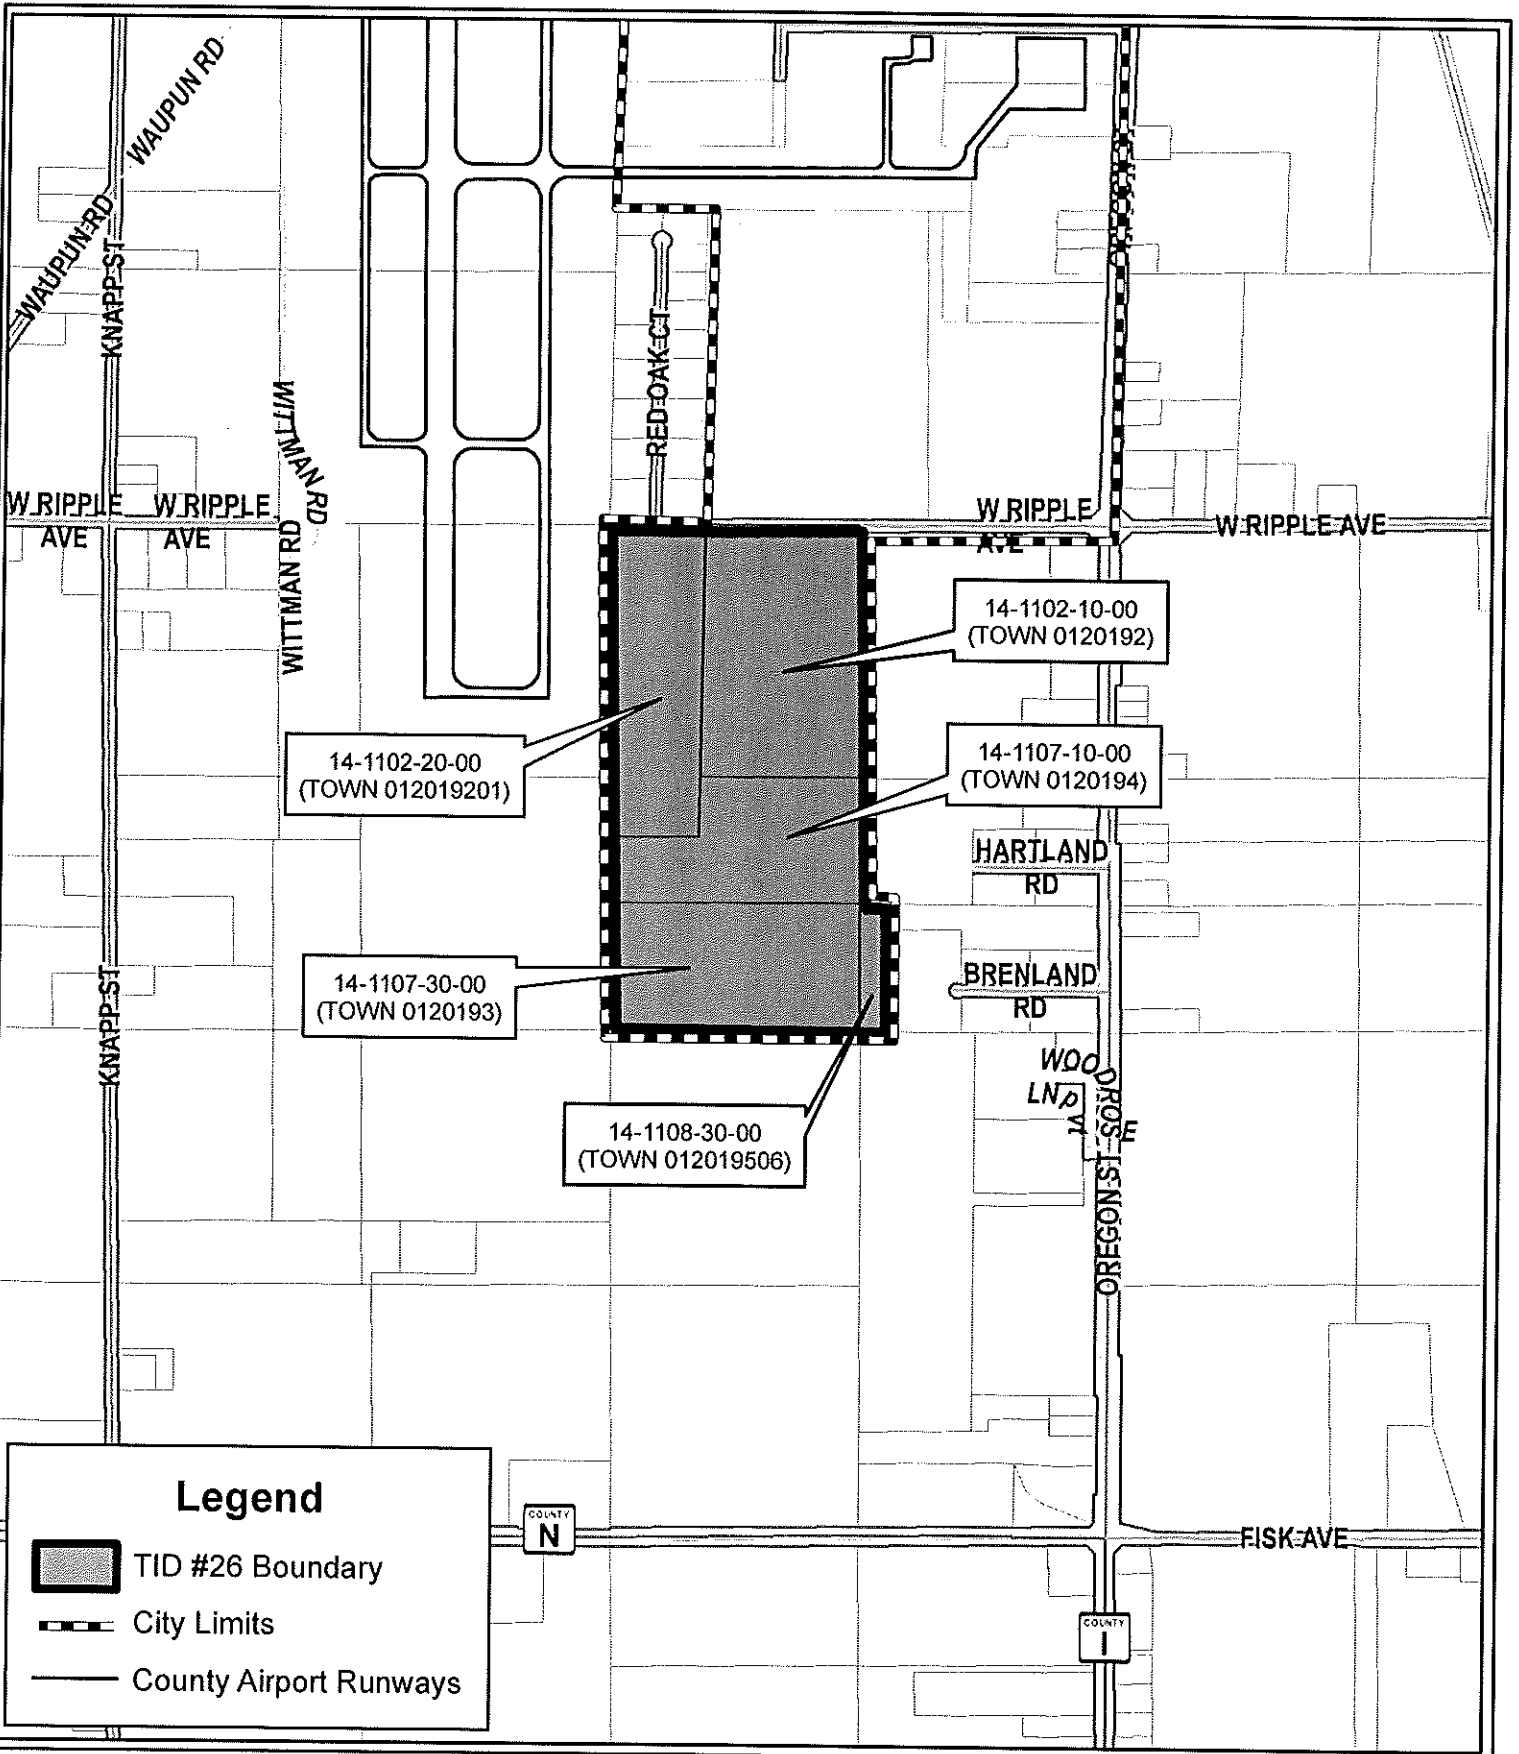 WAUPUN RD
WAUPUN RD
KNAPP ST
WITTMAN RD
RED OAK CT
W RIPPLE
AVE
W RIPPLE
AVE
WITTMAN RD
W RIPPLE
AVE
W RIPPLE AVE
14-1102-10-00
(TOWN 0120192)
14-1102-20-00
(TOWN 012019201)
14-1107-10-00
(TOWN 0120194)
HARTLAND
RD
14-1107-30-00
(TOWN 0120193)
BRENLAND
RD
KNAPP ST
WOODROSE
LN Pvt
14-1108-30-00
(TOWN 012019506)
OREGON ST
Legend
TID #26 Boundary
City Limits
County Airport Runways
COUNTY
N
FISK AVE
COUNTY
I